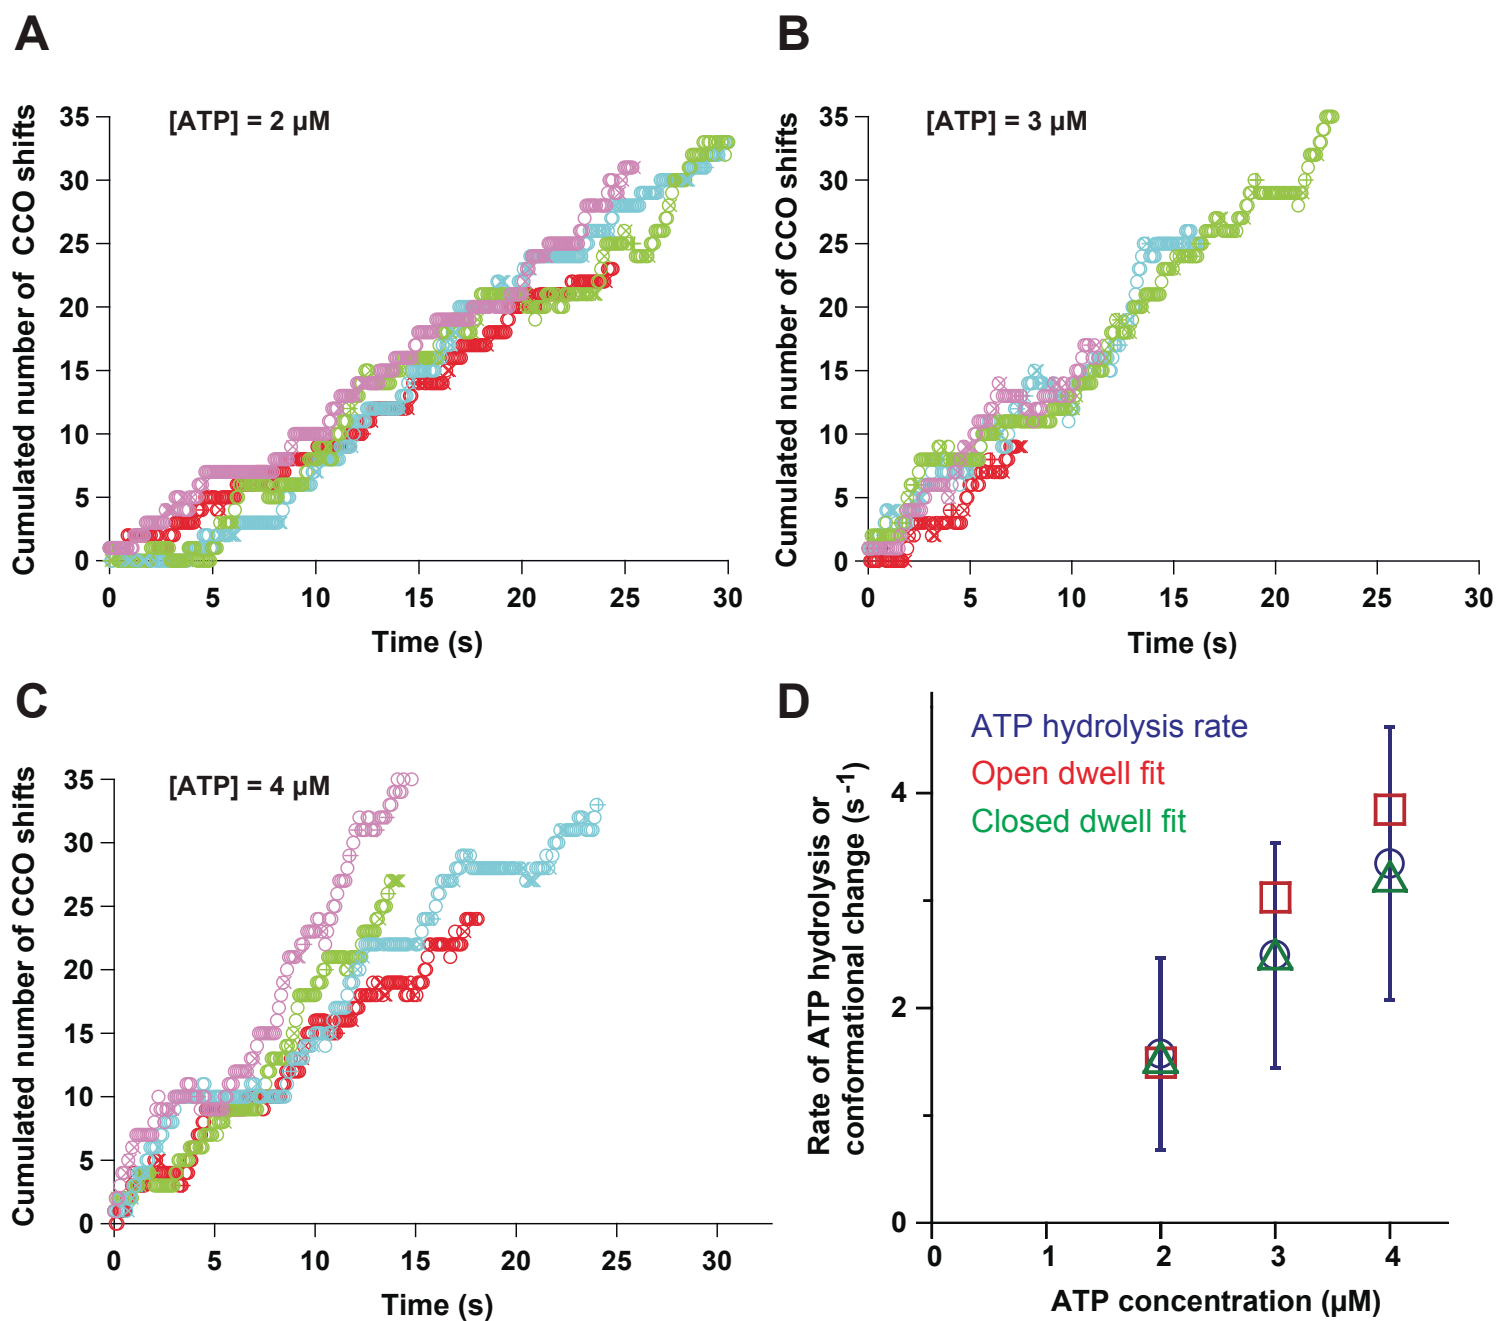 A
[ATP] = 2 µM
Cumulated number of CCO shifts
35
30
25
20
15
10
5
0
0 5 10 15 20 25 30
Time (s)
B
[ATP] = 3 µM
Cumulated number of CCO shifts
35
30
25
20
15
10
5
0
0 5 10 15 20 25 30
Time (s)
C
[ATP] = 4 µM
Cumulated number of CCO shifts
35
30
25
20
15
10
5
0
0 5 10 15 20 25 30
Time (s)
D
ATP hydrolysis rate
Open dwell fit
Closed dwell fit
Rate of ATP hydrolysis or
conformational change (s⁻¹)
4
2
0
0 1 2 3 4
ATP concentration (µM)